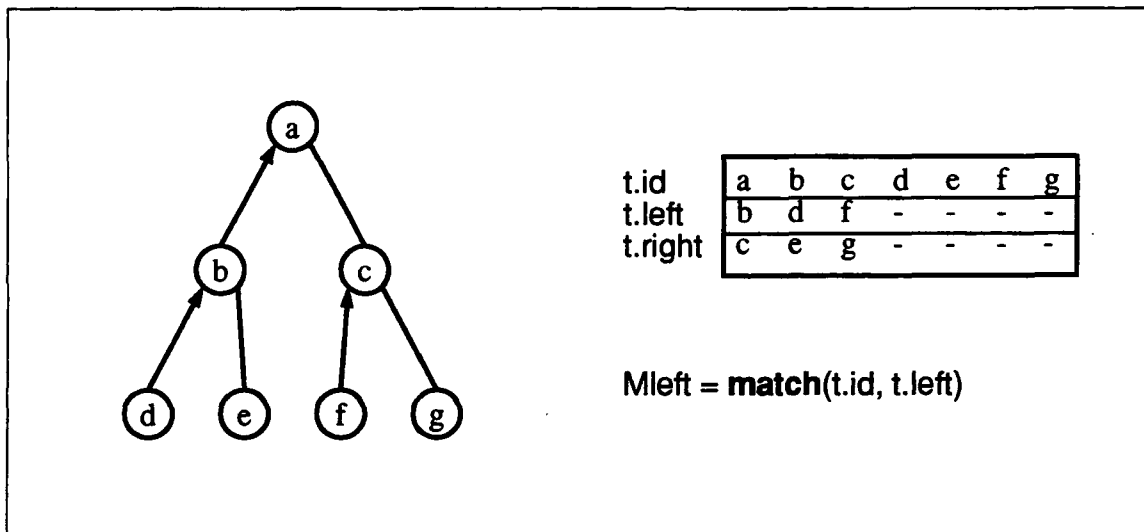 a
b c
d e f g
t.id a b c d e f g
t.left b d f - - - -
t.right c e g - - - -
Mleft = match(t.id, t.left)